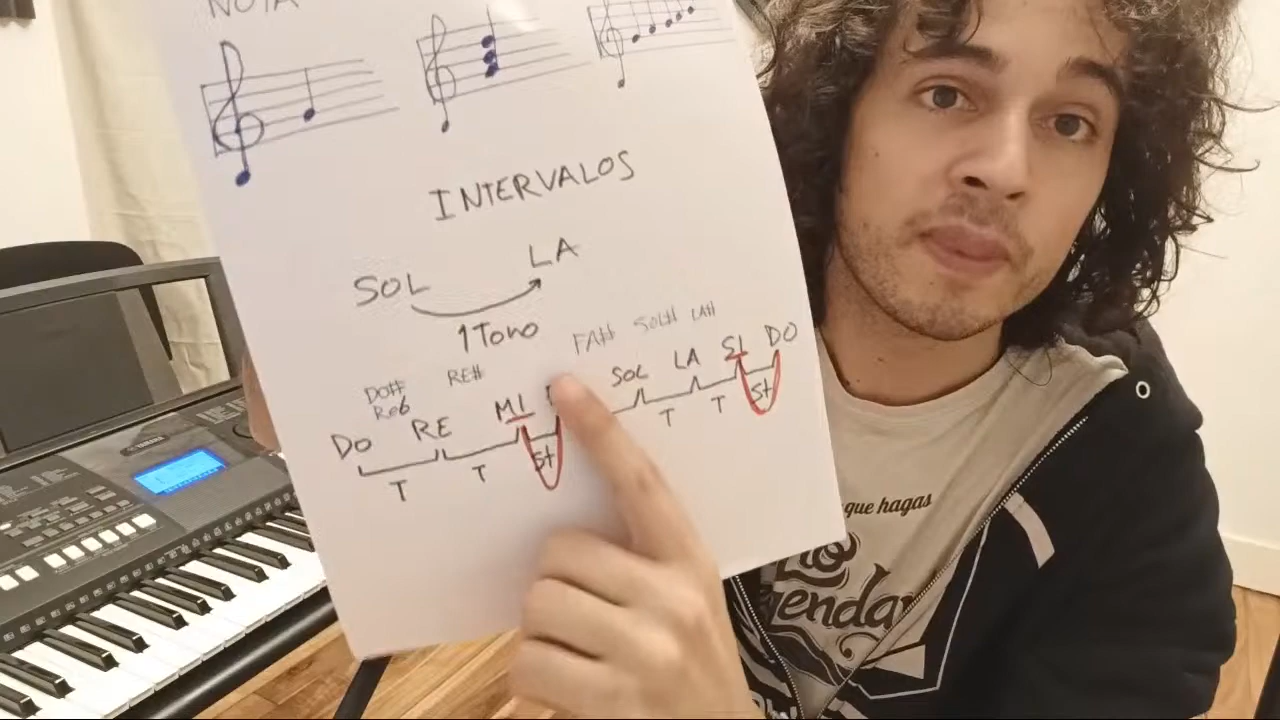 NOTA
INTERVALOS
SOL LA
1 Tono
DO# RE# FA# SOL# LA#
Reb
DO RE MI SOL LA SI DO
T T St T T St
que hagas